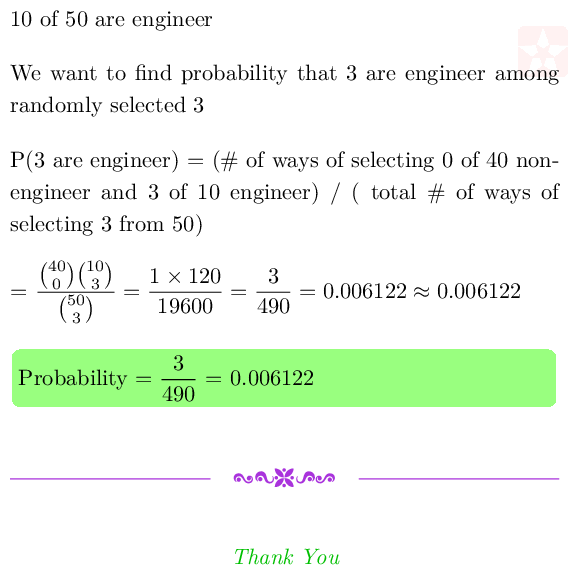 10 of 50 are engineer
We want to find probability that 3 are engineer among
randomly selected 3
P(3 are engineer) = (# of ways of selecting 0 of 40 non-
engineer and 3 of 10 engineer) / ( total # of ways of
selecting 3 from 50)
= \frac{\binom{40}{0}\binom{10}{3}}{\binom{50}{3}} = \frac{1 × 120}{19600} = \frac{3}{490} = 0.006122 ≈ 0.006122
Probability = \frac{3}{490} = 0.006122
Thank You